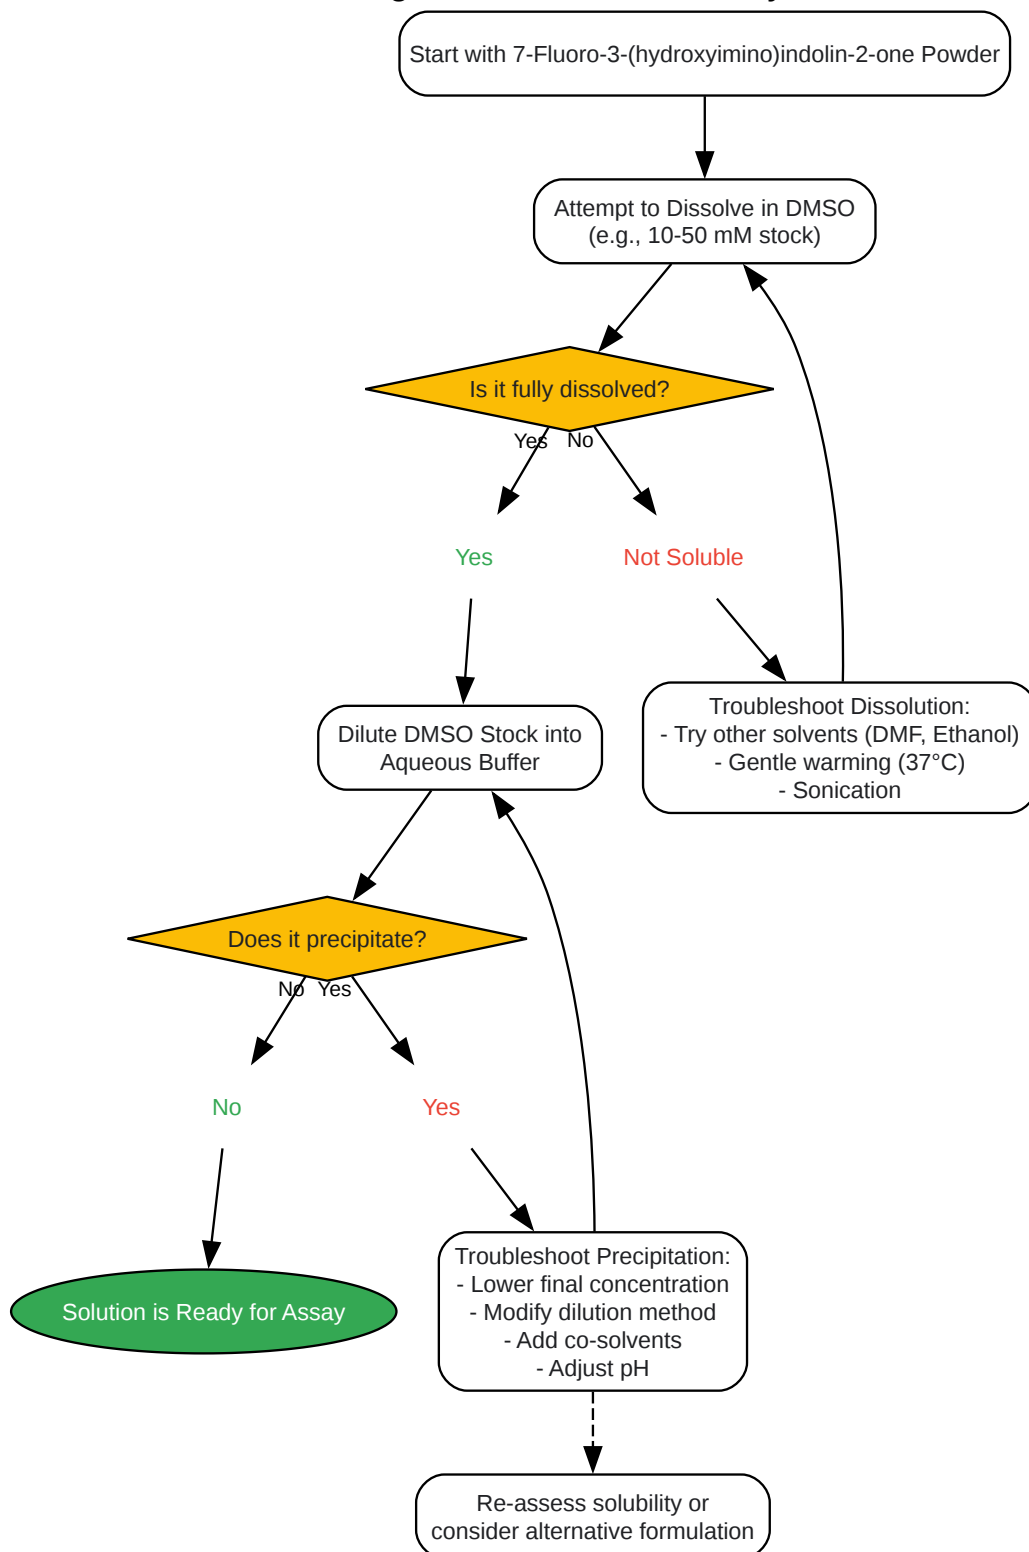 Start with 7-Fluoro-3-(hydroxyimino)indolin-2-one Powder
Attempt to Dissolve in DMSO
(e.g., 10-50 mM stock)
Is it fully dissolved?
Yes
No
Yes
Not Soluble
Troubleshoot Dissolution:
- Try other solvents (DMF, Ethanol)
- Gentle warming (37°C)
- Sonication
Dilute DMSO Stock into
Aqueous Buffer
Does it precipitate?
No
Yes
No
Yes
Solution is Ready for Assay
Troubleshoot Precipitation:
- Lower final concentration
- Modify dilution method
- Add co-solvents
- Adjust pH
Re-assess solubility or
consider alternative formulation